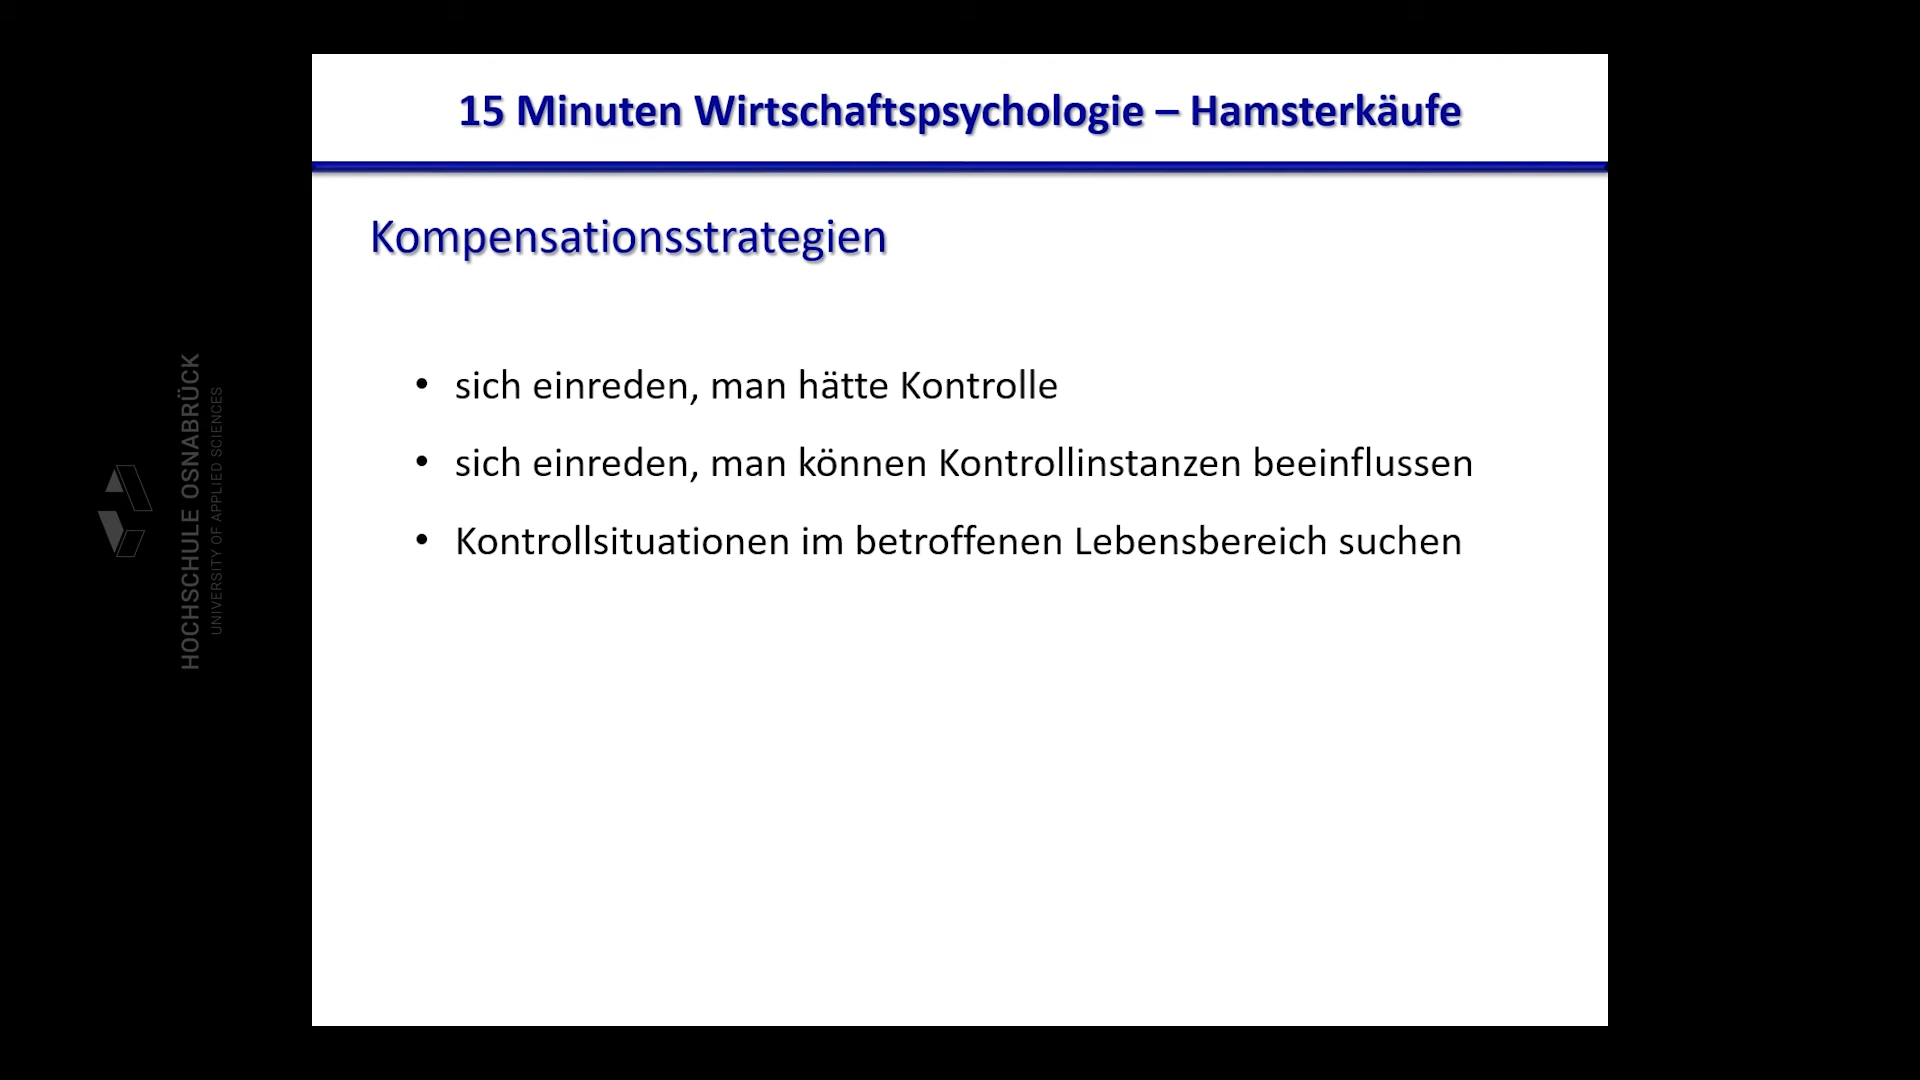 15 Minuten Wirtschaftspsychologie – Hamsterkäufe
Kompensationsstrategien
• sich einreden, man hätte Kontrolle
• sich einreden, man können Kontrollinstanzen beeinflussen
• Kontrollsituationen im betroffenen Lebensbereich suchen
HOCHSCHULE OSNABRÜCK
UNIVERSITY OF APPLIED SCIENCES